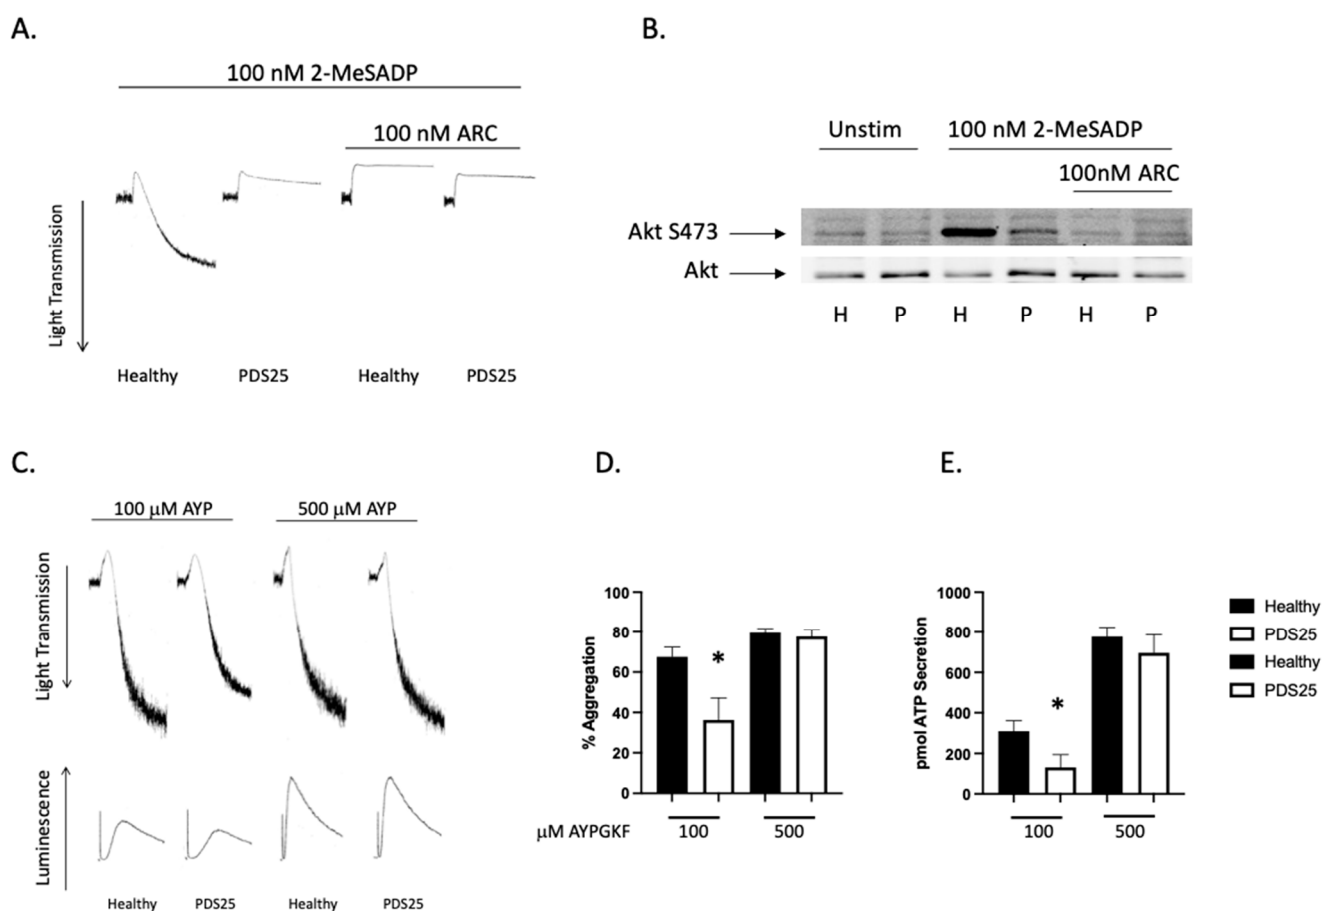 A.
100 nM 2-MeSADP
100 nM ARC
Light Transmission
Healthy PDS25 Healthy PDS25
B.
Unstim 100 nM 2-MeSADP
100nM ARC
Akt S473
Akt
H P H P H P
C.
100 μM AYP 500 μM AYP
Light Transmission
Luminescence
Healthy PDS25 Healthy PDS25
D.
% Aggregation
100
80
60
40
20
0
*
μM AYPGKF 100 500
E.
pmol ATP Secretion
1000
800
600
400
200
0
*
100 500
Healthy
PDS25
Healthy
PDS25